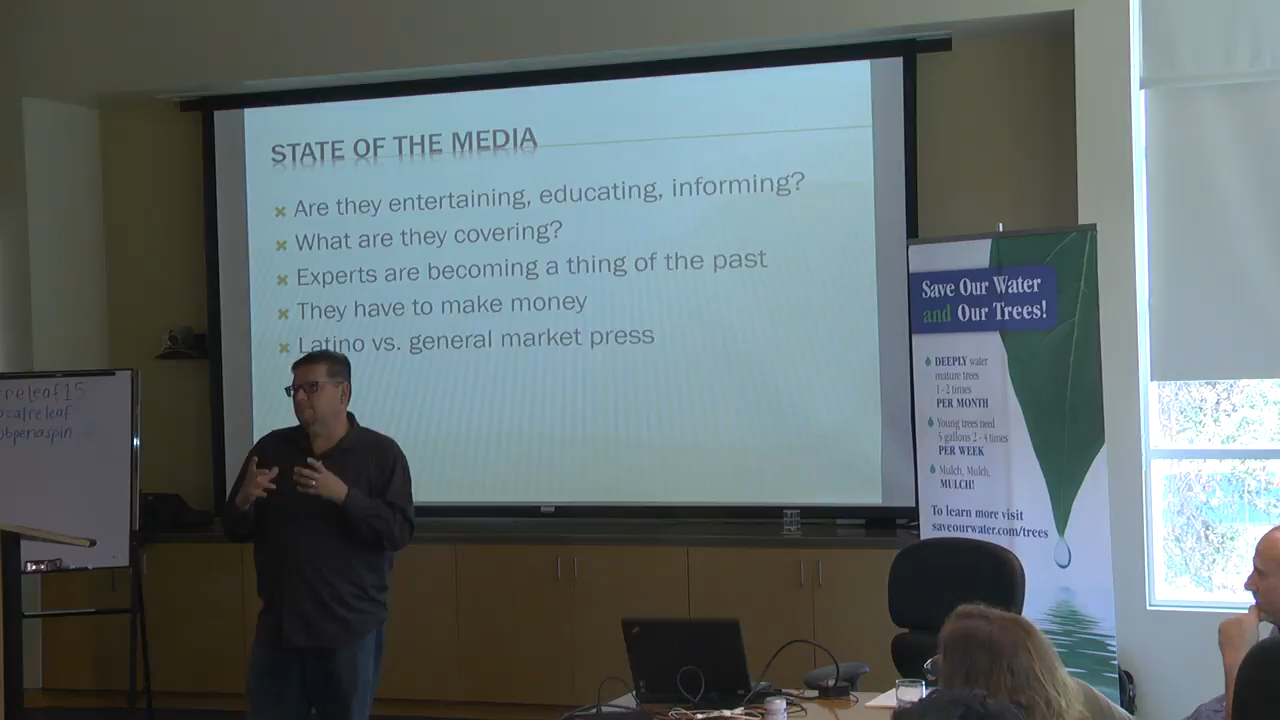 STATE OF THE MEDIA
Are they entertaining, educating, informing?
What are they covering?
Experts are becoming a thing of the past
They have to make money
Latino vs. general market press
releaf15
calreleaf
Save Our Water
and Our Trees!
DEEPLY water
mature trees
1-2 times
PER MONTH
Young trees need
5 gallons 2-4 times
PER WEEK
Mulch, Mulch,
MULCH!
To learn more visit
saveourwater.com/trees